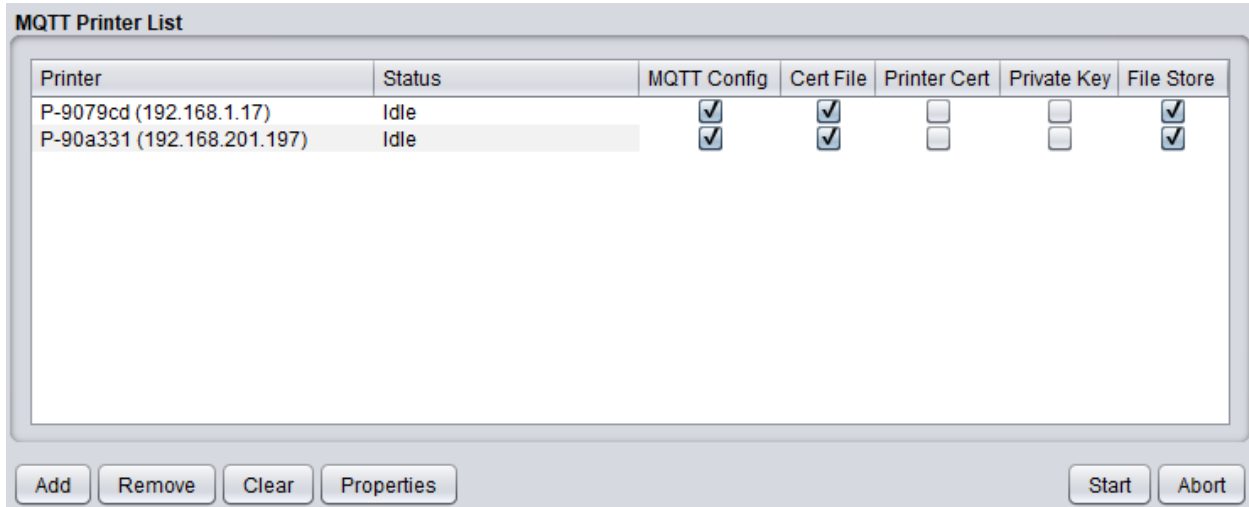 MQTT Printer List
Printer Status MQTT Config Cert File Printer Cert Private Key File Store
P-9079cd (192.168.1.17) Idle
P-90a331 (192.168.201.197) Idle
Add Remove Clear Properties Start Abort